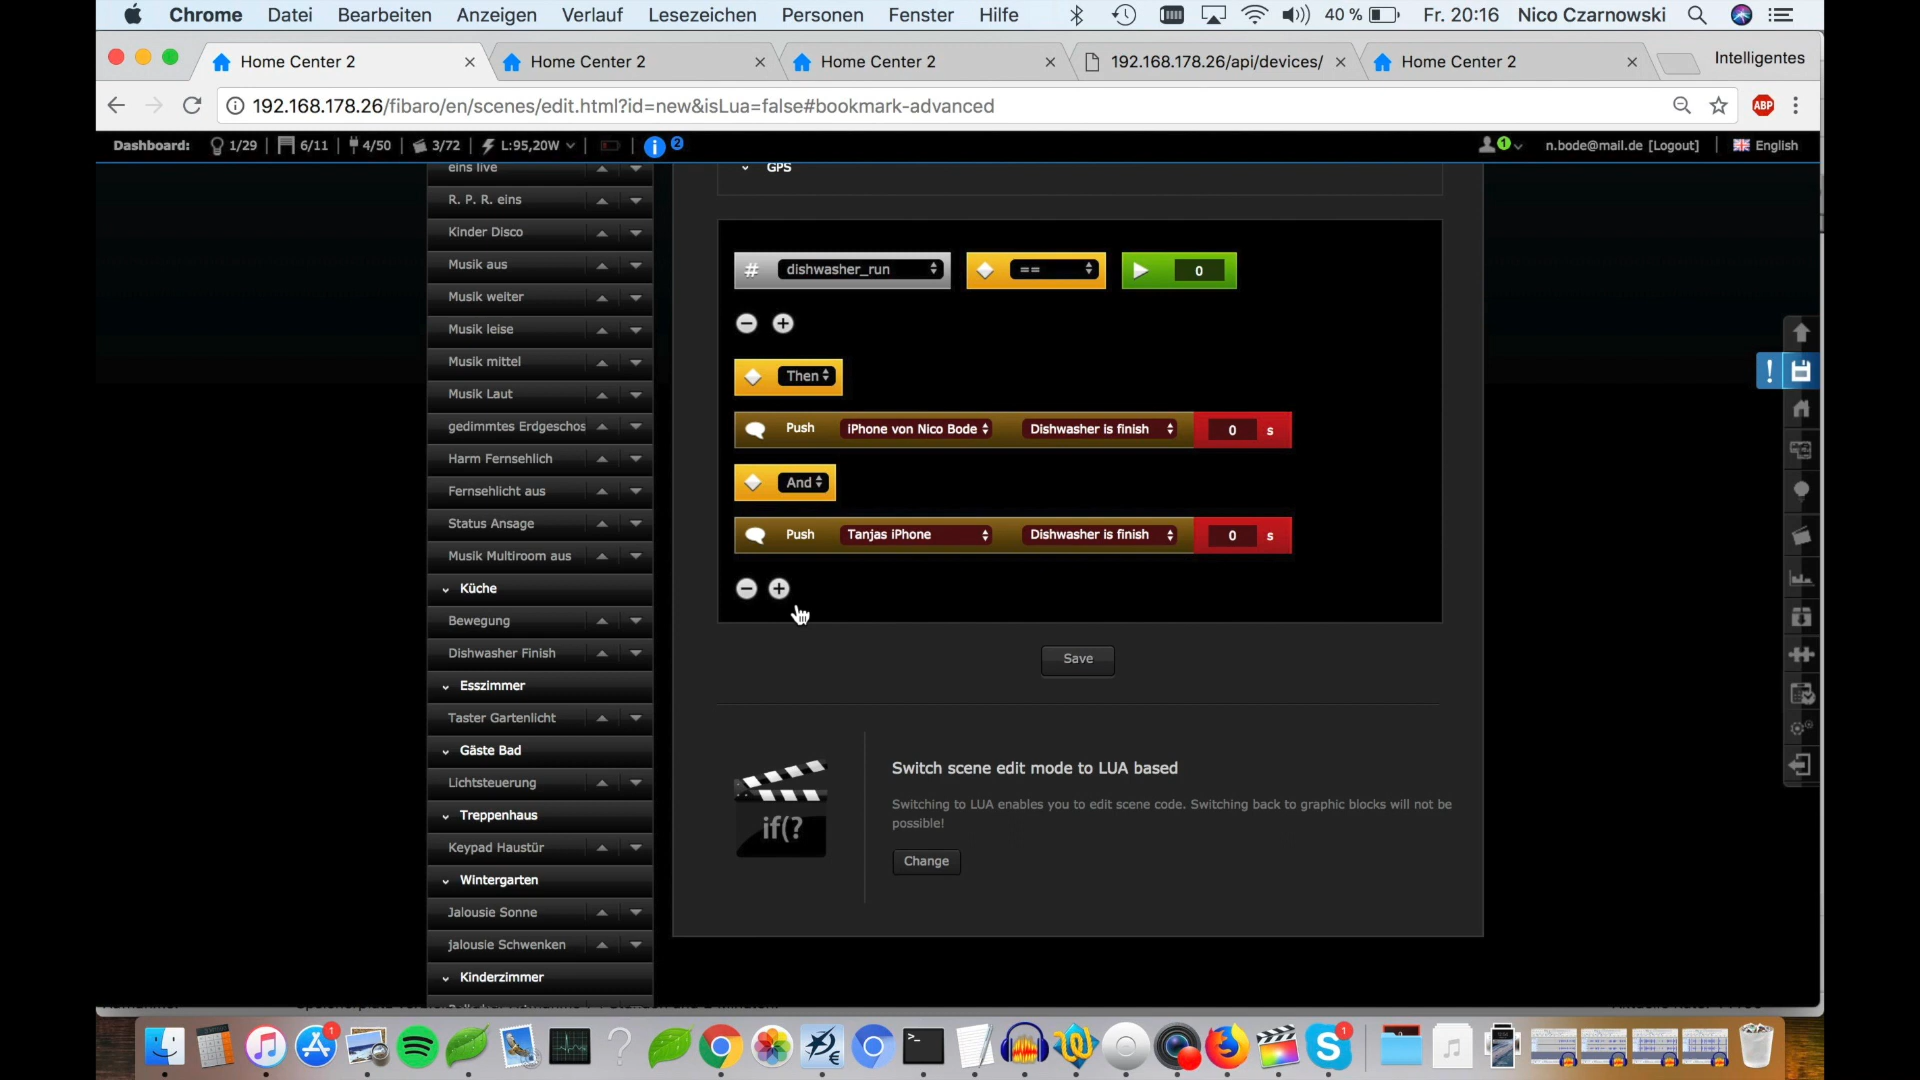 Chrome Datei Bearbeiten Anzeigen Verlauf Lesezeichen Personen Fenster Hilfe 40 % Fr. 20:16 Nico Czarnowski
Home Center 2 Home Center 2 Home Center 2 192.168.178.26/api/devices/ Home Center 2 Intelligentes
192.168.178.26/fibaro/en/scenes/edit.html?id=new&isLua=false#bookmark-advanced ABP
Dashboard: 1/29 6/11 4/50 3/72 L:95,20W 2 1 n.bode@mail.de [Logout] English
eins live
R. P. R. eins
Kinder Disco
Musik aus
Musik weiter
Musik leise
Musik mittel
Musik Laut
gedimmtes Erdgeschos
Harm Fernsehlich
Fernsehlicht aus
Status Ansage
Musik Multiroom aus
Küche
Bewegung
Dishwasher Finish
Esszimmer
Taster Gartenlicht
Gäste Bad
Lichtsteuerung
Treppenhaus
Keypad Haustür
Wintergarten
Jalousie Sonne
jalousie Schwenken
Kinderzimmer
GPS
# dishwasher_run == 0
Then
Push iPhone von Nico Bode Dishwasher is finish 0 s
And
Push Tanjas iPhone Dishwasher is finish 0 s
Save
if(?
Switch scene edit mode to LUA based
Switching to LUA enables you to edit scene code. Switching back to graphic blocks will not be
possible!
Change